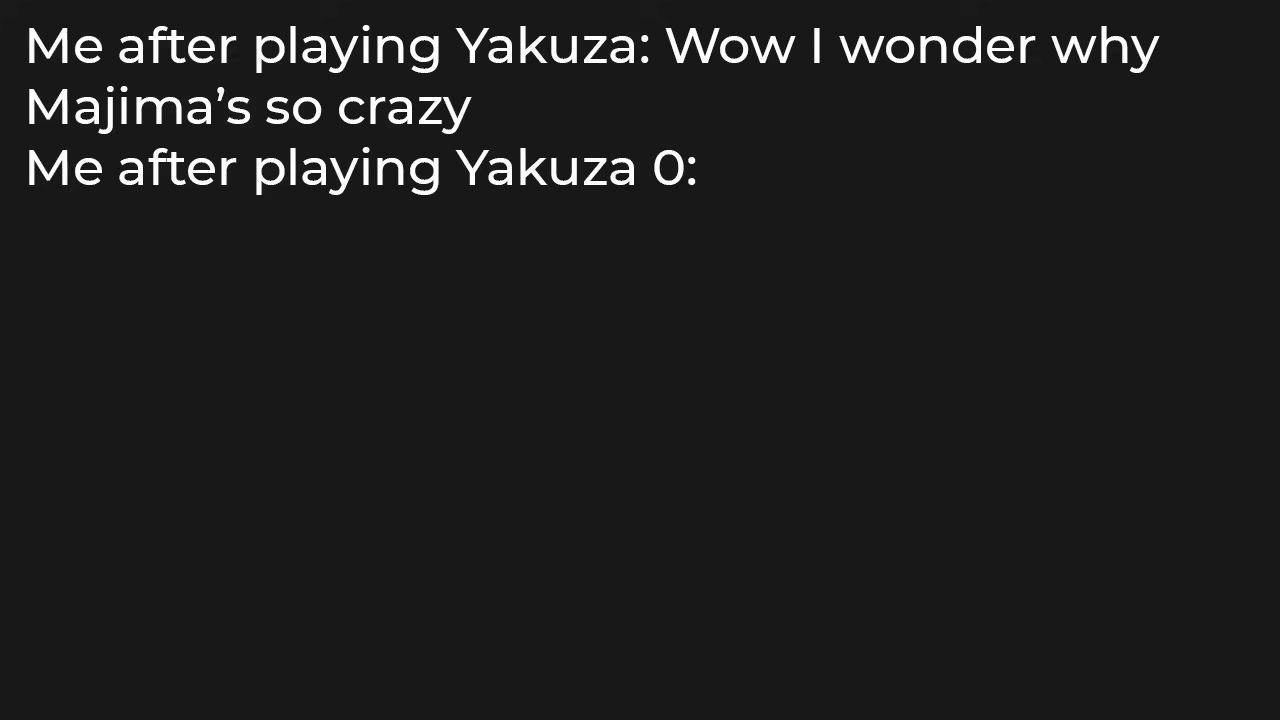 Me after playing Yakuza: Wow I wonder why
Majima’s so crazy
Me after playing Yakuza 0: